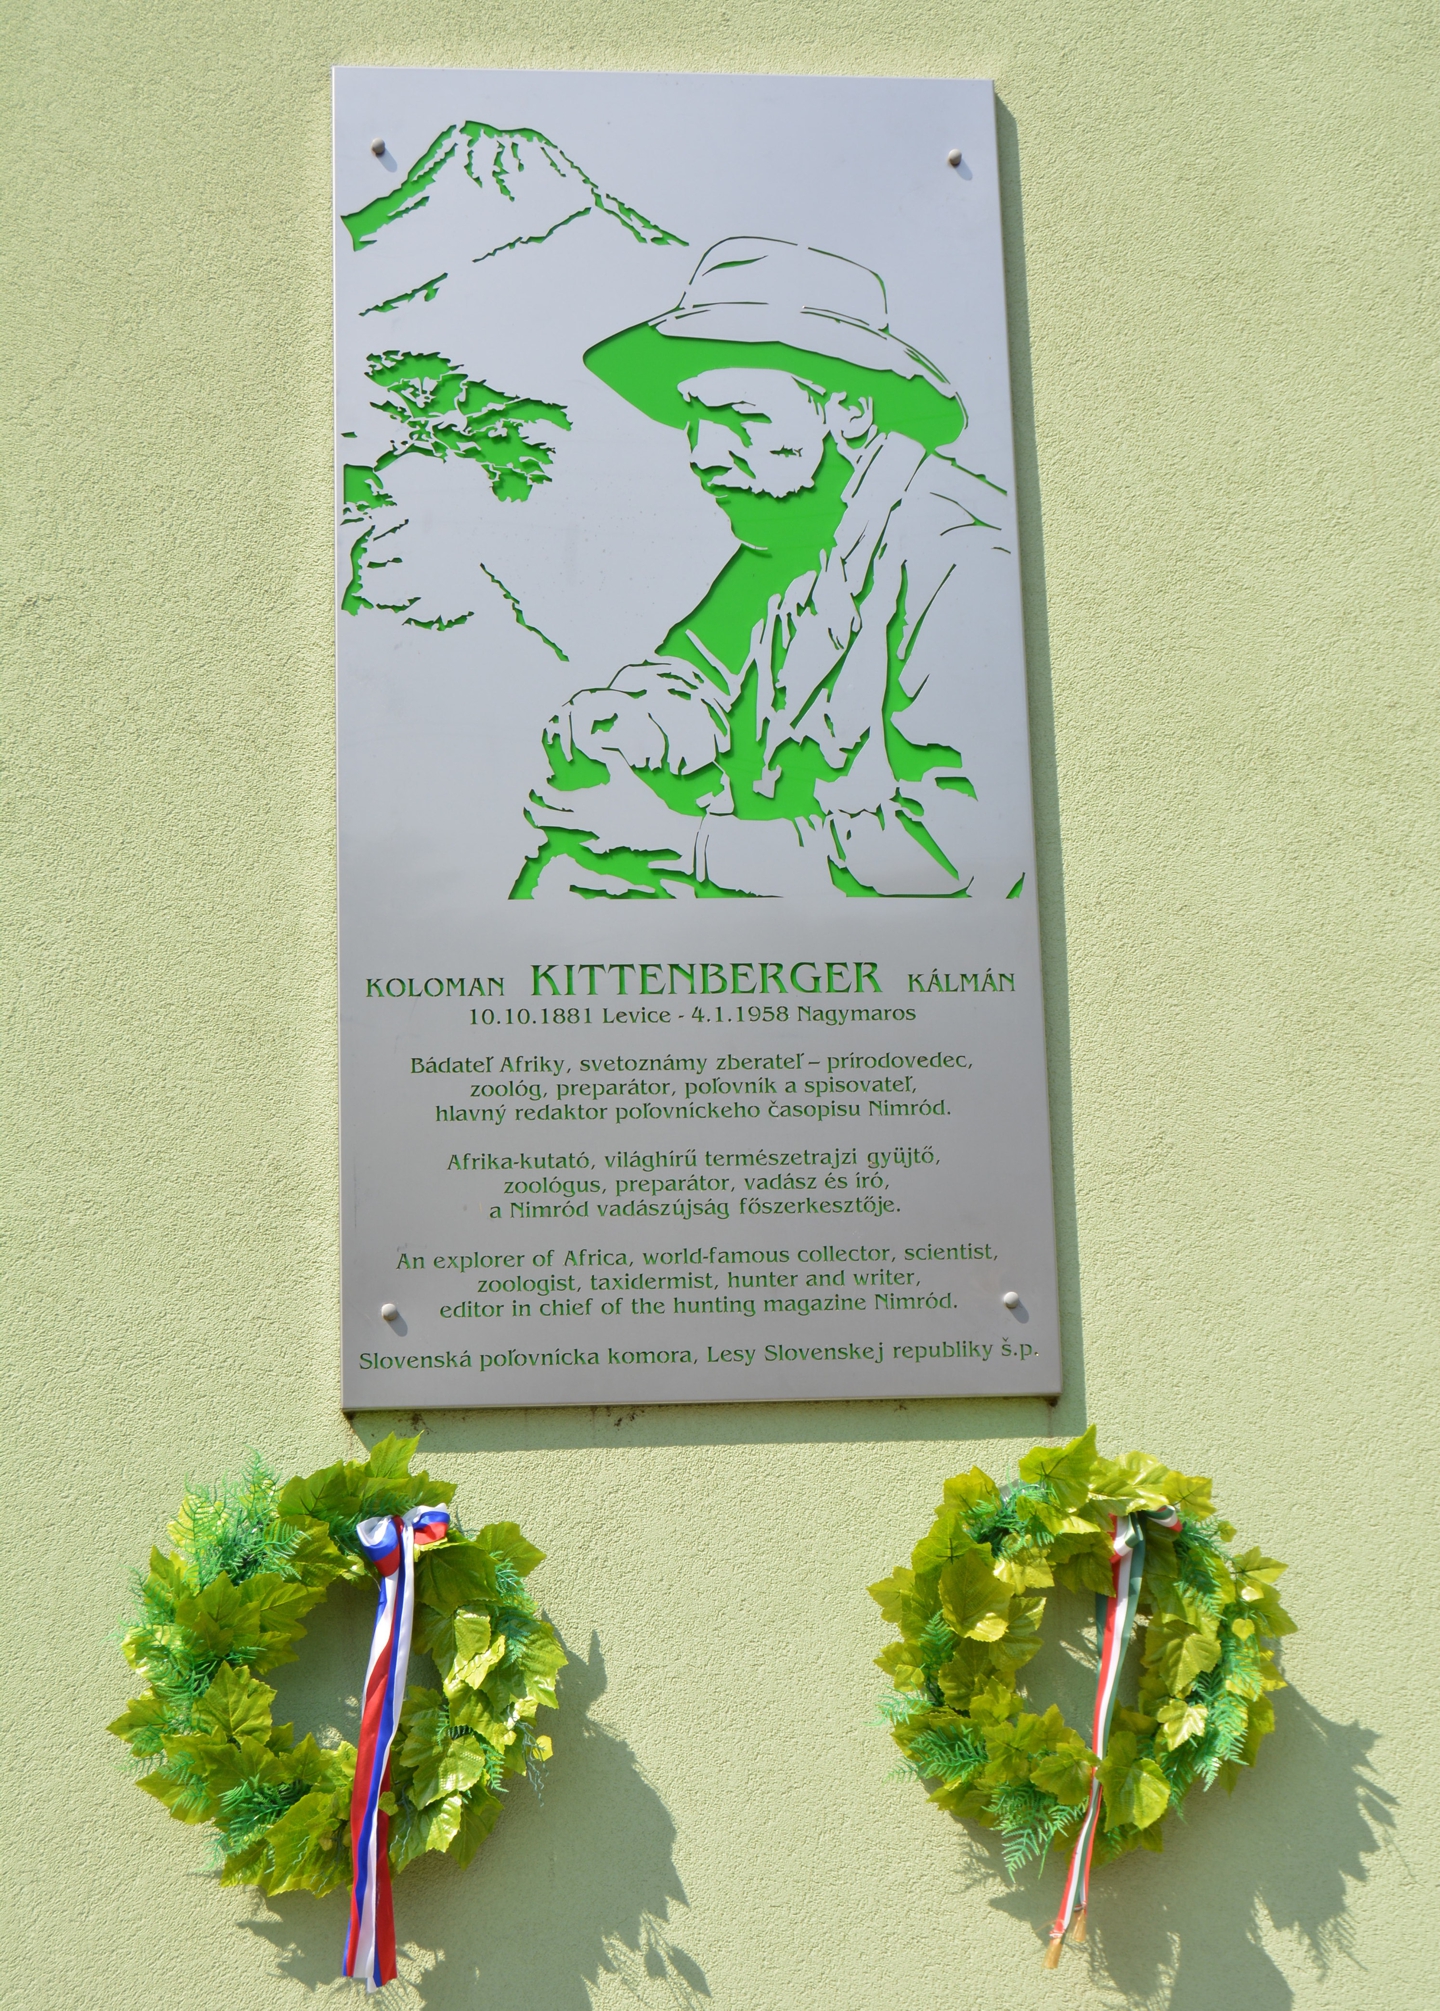 KOLOMAN KITTENBERGER KÁLMÁN
10.10.1881 Levice - 4.1.1958 Nagymaros
Bádateľ Afriky, svetoznámy zberateľ – prírodovedec,
zoológ, preparátor, poľovník a spisovateľ,
hlavný redaktor poľovníckeho časopisu Nimród.
Afrika-kutató, világhírű természetrajzi gyüjtő,
zoológus, preparátor, vadász és író,
a Nimród vadászújság főszerkesztője.
An explorer of Africa, world-famous collector, scientist,
zoologist, taxidermist, hunter and writer,
editor in chief of the hunting magazine Nimród.
Slovenská poľovnícka komora, Lesy Slovenskej republiky š.p.